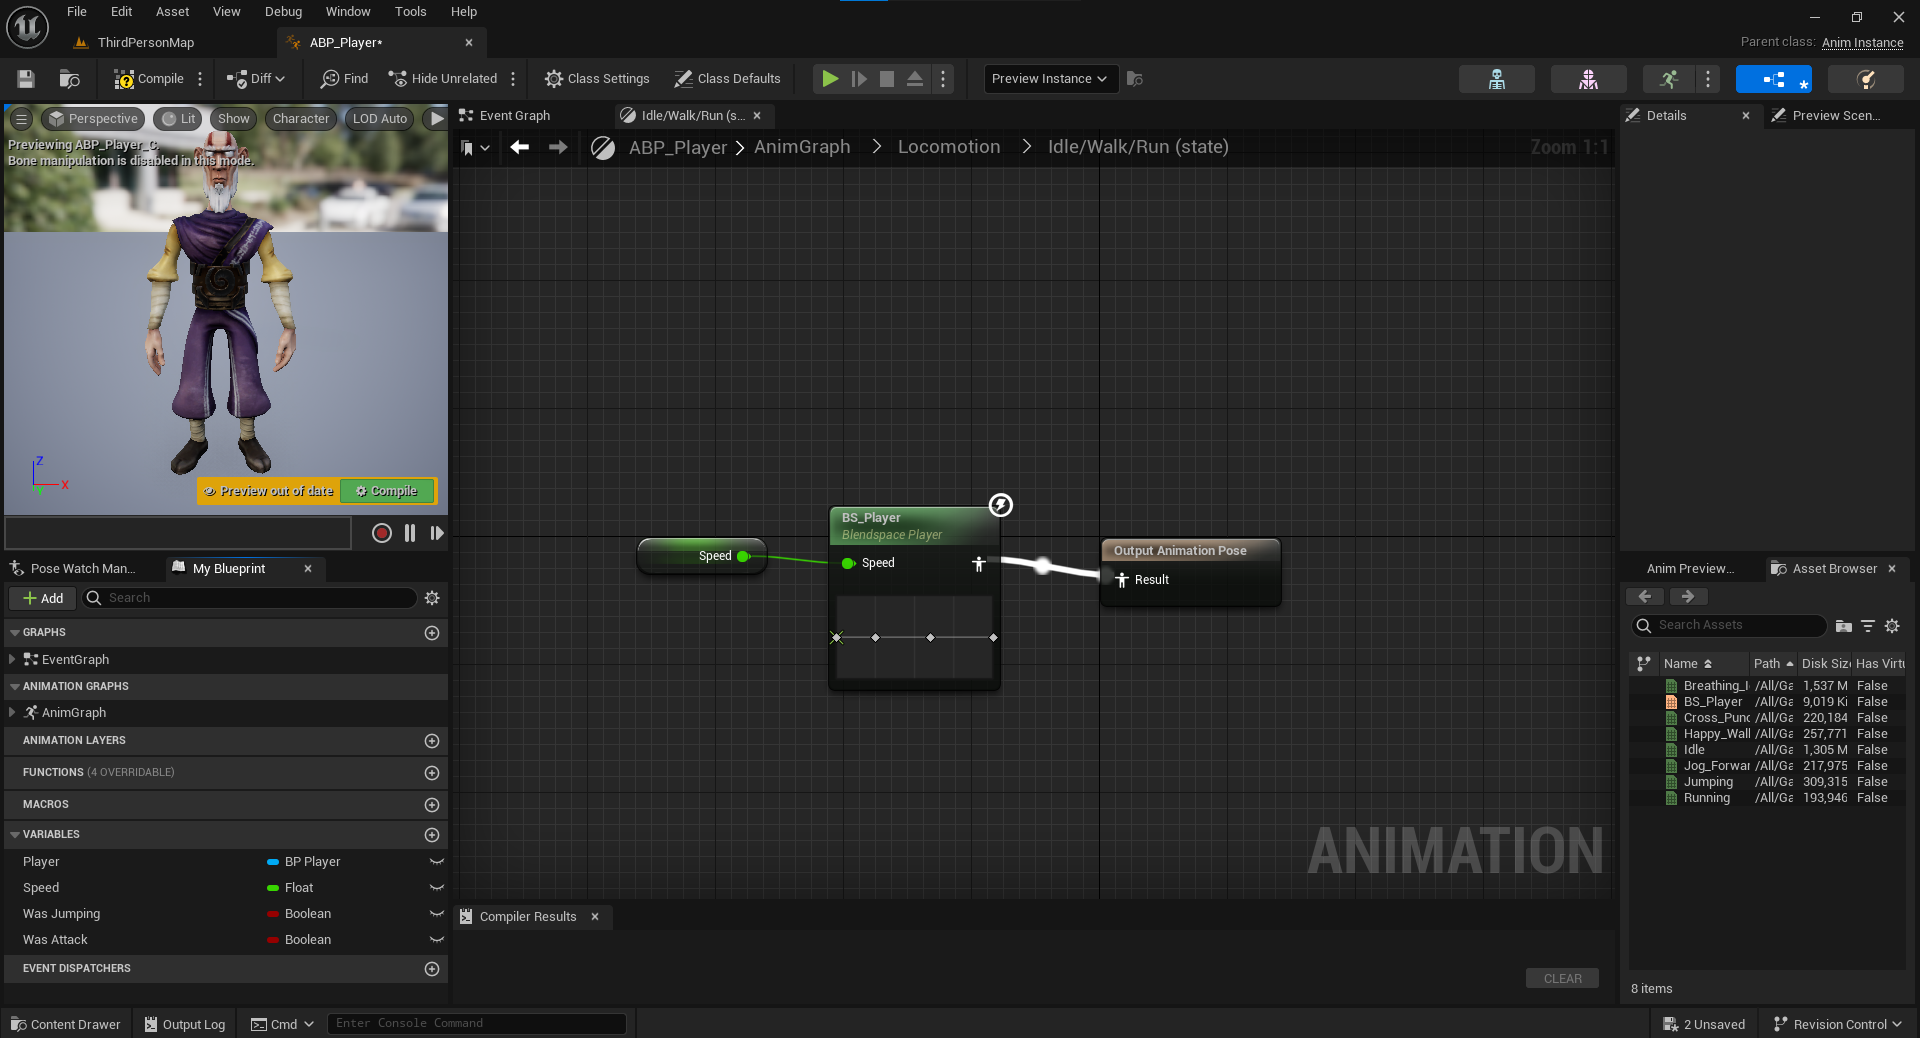 File Edit Asset View Debug Window Tools Help
ThirdPersonMap
ABP_Player*
Parent class: Anim Instance
Compile
Diff
Find
Hide Unrelated
Class Settings
Class Defaults
Preview Instance
Perspective
Lit
Show
Character
LOD Auto
Previewing ABP_Player_C.
Bone manipulation is disabled in this mode.
Z
X
Y
Preview out of date
Compile
Pose Watch Man...
My Blueprint
Add
Search
GRAPHS
EventGraph
ANIMATION GRAPHS
AnimGraph
ANIMATION LAYERS
FUNCTIONS (4 OVERRIDABLE)
MACROS
VARIABLES
Player BP Player
Speed Float
Was Jumping Boolean
Was Attack Boolean
EVENT DISPATCHERS
Event Graph
Idle/Walk/Run (s...
ABP_Player > AnimGraph > Locomotion > Idle/Walk/Run (state)
Zoom 1:1
Speed
BS_Player
Blendspace Player
Speed
Output Animation Pose
Result
ANIMATION
Compiler Results
CLEAR
Details
Preview Scen...
Anim Preview...
Asset Browser
Search Assets
Name Path Disk Size Has Virtu
Breathing_I /All/Ga 1,537 M False
BS_Player /All/Ga 9,019 Ki False
Cross_Punc /All/Ga 220,184 False
Happy_Walk /All/Ga 257,771 False
Idle /All/Ga 1,305 M False
Jog_Forwar /All/Ga 217,975 False
Jumping /All/Ga 309,315 False
Running /All/Ga 193,946 False
8 items
Content Drawer
Output Log
Cmd
Enter Console Command
2 Unsaved
Revision Control